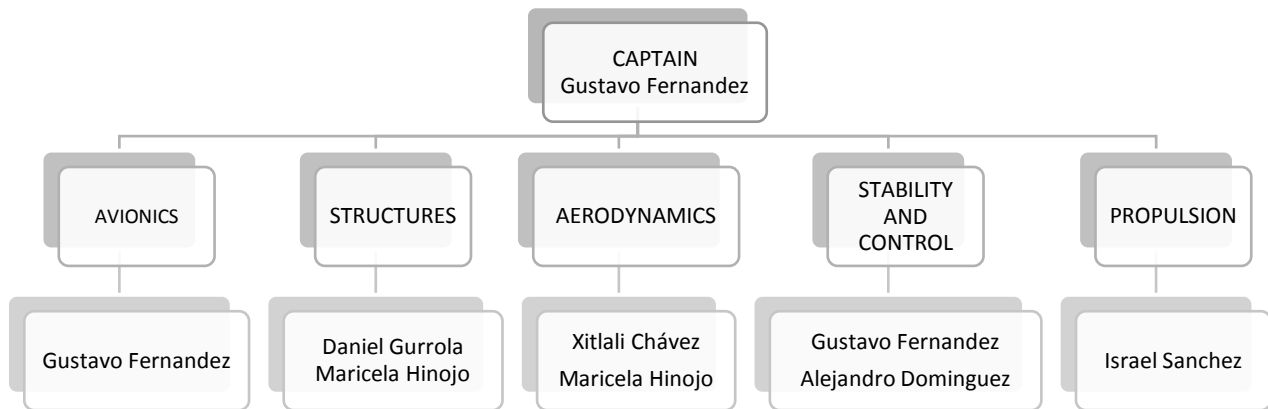 CAPTAIN
Gustavo Fernandez
AVIONICS
STRUCTURES
AERODYNAMICS
STABILITY
AND
CONTROL
PROPULSION
Gustavo Fernandez
Daniel Gurrola
Maricela Hinojo
Xitlali Chávez
Maricela Hinojo
Gustavo Fernandez
Alejandro Dominguez
Israel Sanchez